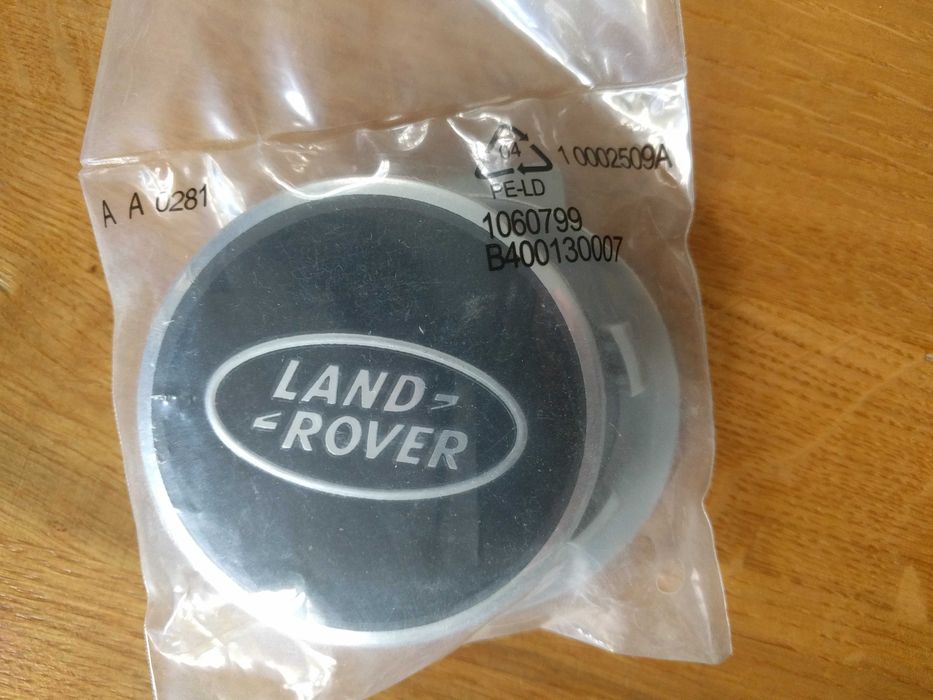 A A 0281
04
PE-LD
10002509A
1060799
B400130007
LAND
ROVER